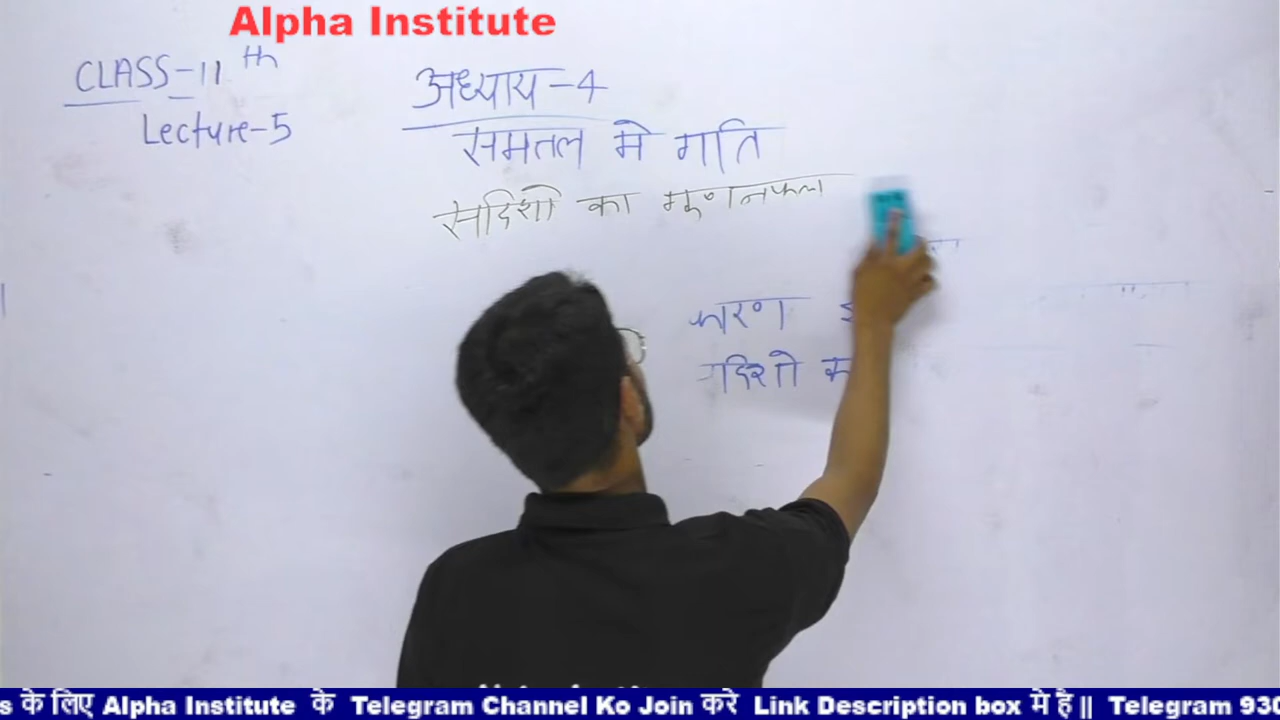 Alpha Institute
CLASS-11th
Lecture-5
अध्याय-4
समतल मे गति
सदिशो का गूणनफल
s के लिए Alpha Institute के Telegram Channel Ko Join करे Link Description box मे है || Telegram 930